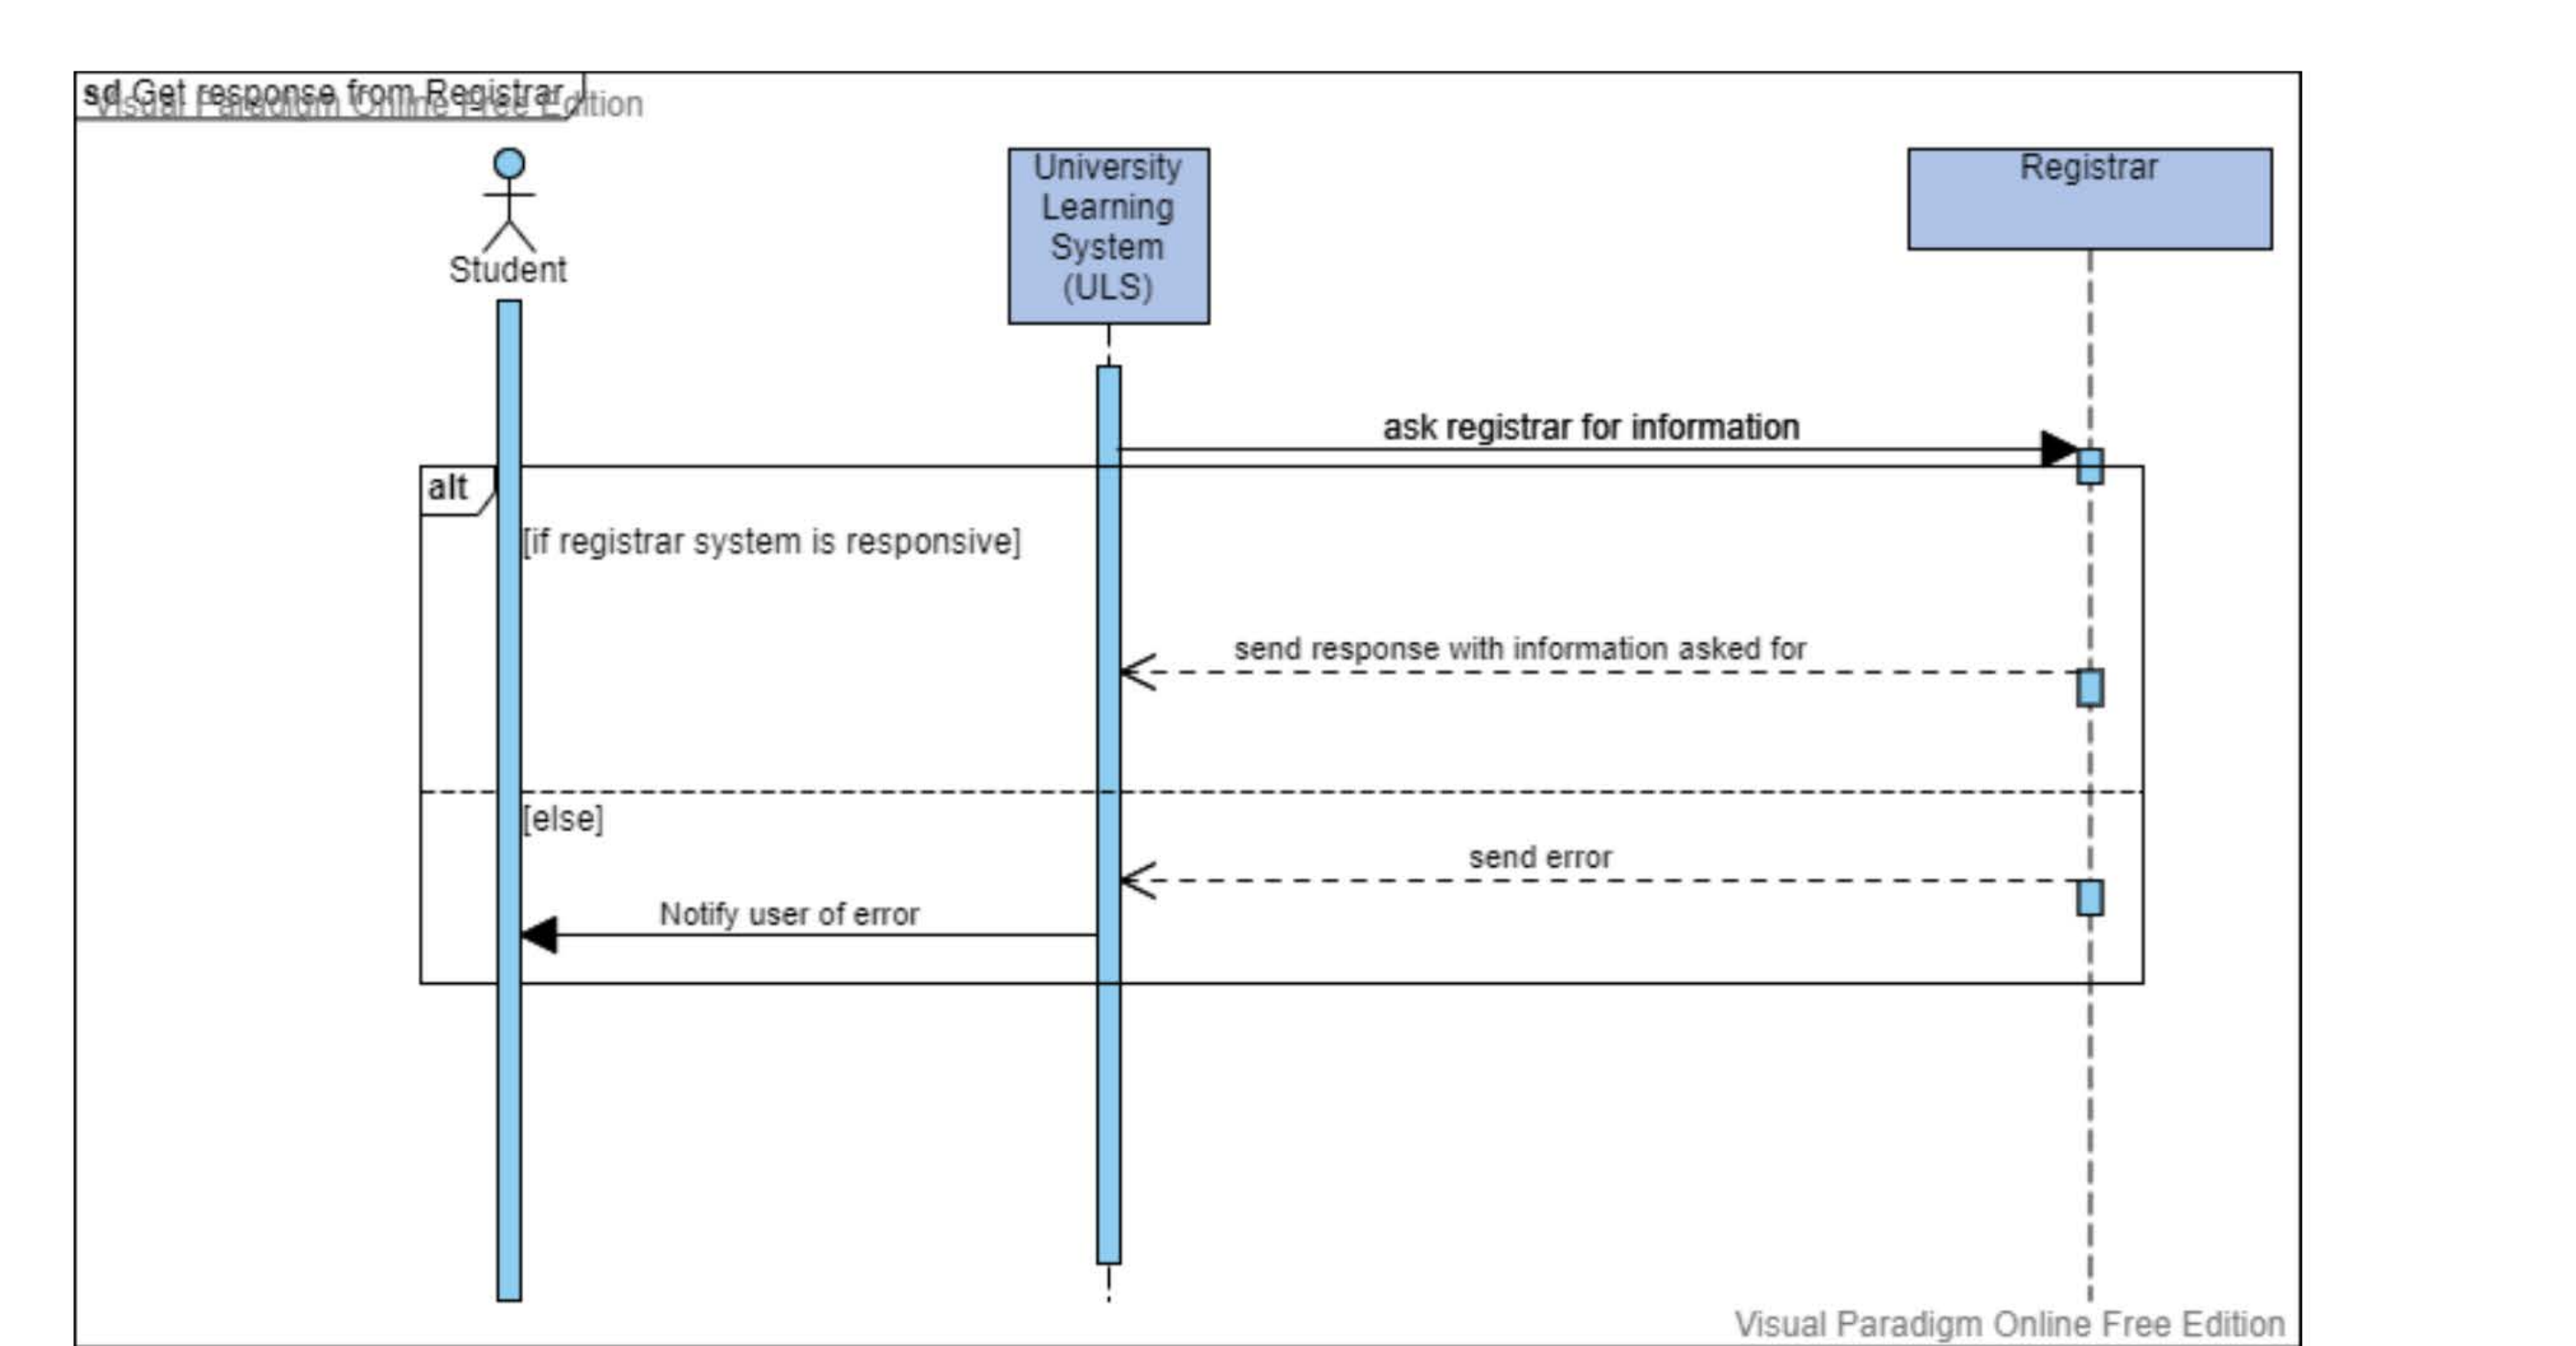 sd Get response from Registrar
Visual Paradigm Online Free Edition
Student
University
Learning
System
(ULS)
Registrar
ask registrar for information
alt
[if registrar system is responsive]
send response with information asked for
[else]
send error
Notify user of error
Visual Paradigm Online Free Edition